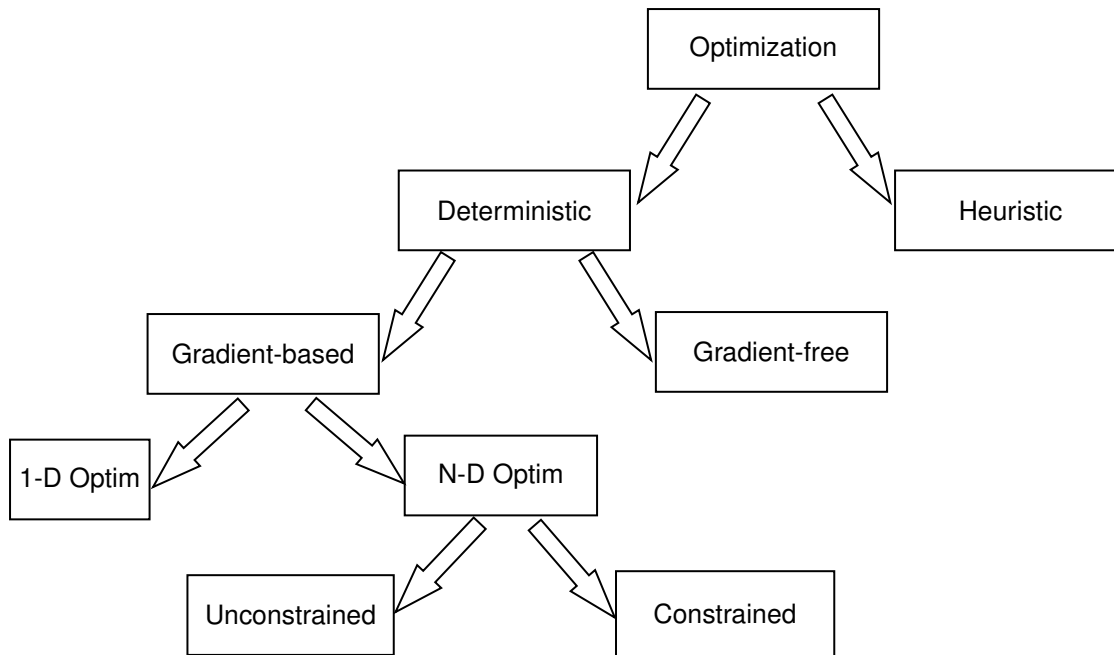 Optimization
Deterministic
Heuristic
Gradient-based
Gradient-free
1-D Optim
N-D Optim
Unconstrained
Constrained